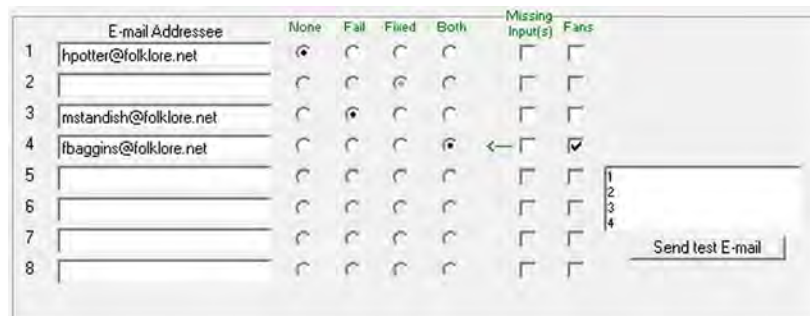 E-mail Addressee None Fail Fixed Both Missing Input(s) Fans
1 hpotter@folklore.net
2
3 mstandish@folklore.net
4 fbaggins@folklore.net
5
6
7
8
1
2
3
4
Send test E-mail